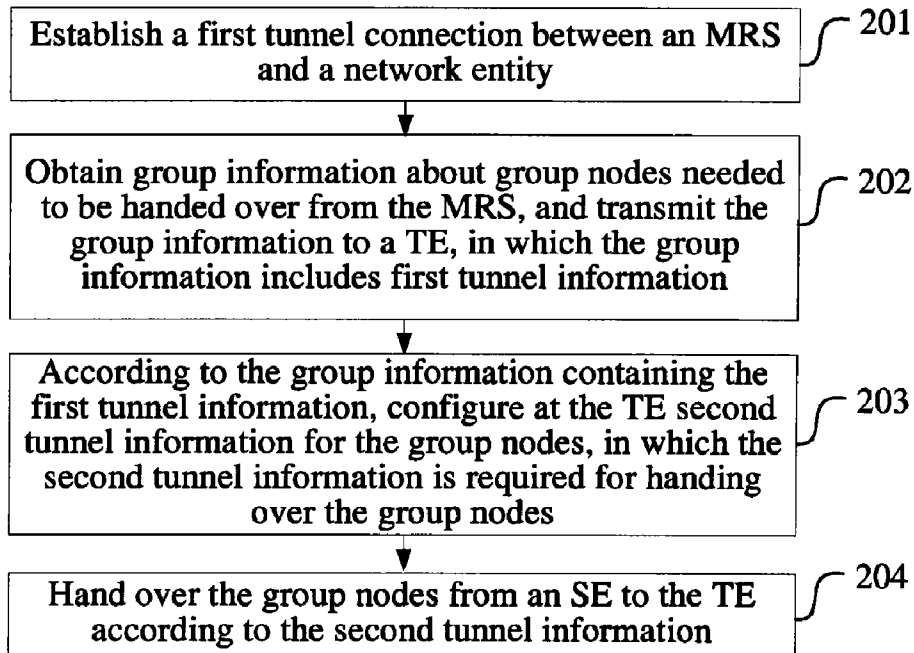 Establish a first tunnel connection between an MRS
and a network entity
201
Obtain group information about group nodes needed
to be handed over from the MRS, and transmit the
group information to a TE, in which the group
information includes first tunnel information
202
According to the group information containing the
first tunnel information, configure at the TE second
tunnel information for the group nodes, in which the
second tunnel information is required for handing
over the group nodes
203
Hand over the group nodes from an SE to the TE
according to the second tunnel information
204